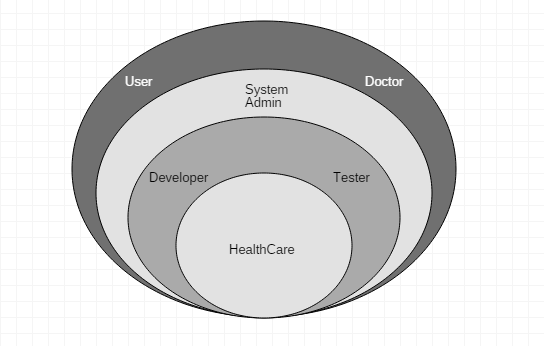 User
Doctor
System
Admin
Developer
Tester
HealthCare